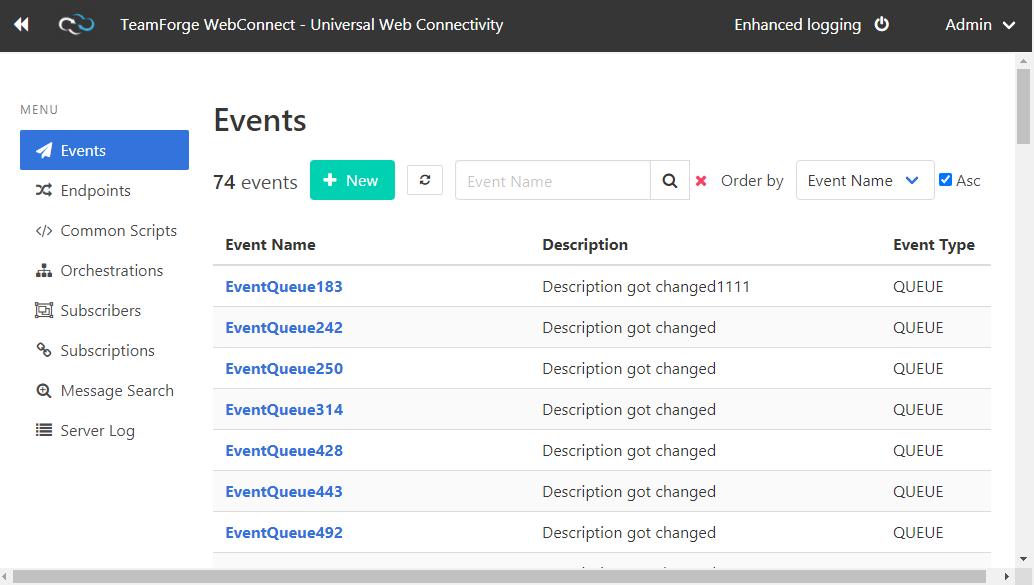 TeamForge WebConnect - Universal Web Connectivity Enhanced logging Admin
MENU
Events
Endpoints
Common Scripts
Orchestrations
Subscribers
Subscriptions
Message Search
Server Log
Events
74 events New Event Name Order by Event Name Asc
Event Name Description Event Type
EventQueue183 Description got changed1111 QUEUE
EventQueue242 Description got changed QUEUE
EventQueue250 Description got changed QUEUE
EventQueue314 Description got changed QUEUE
EventQueue428 Description got changed QUEUE
EventQueue443 Description got changed QUEUE
EventQueue492 Description got changed QUEUE